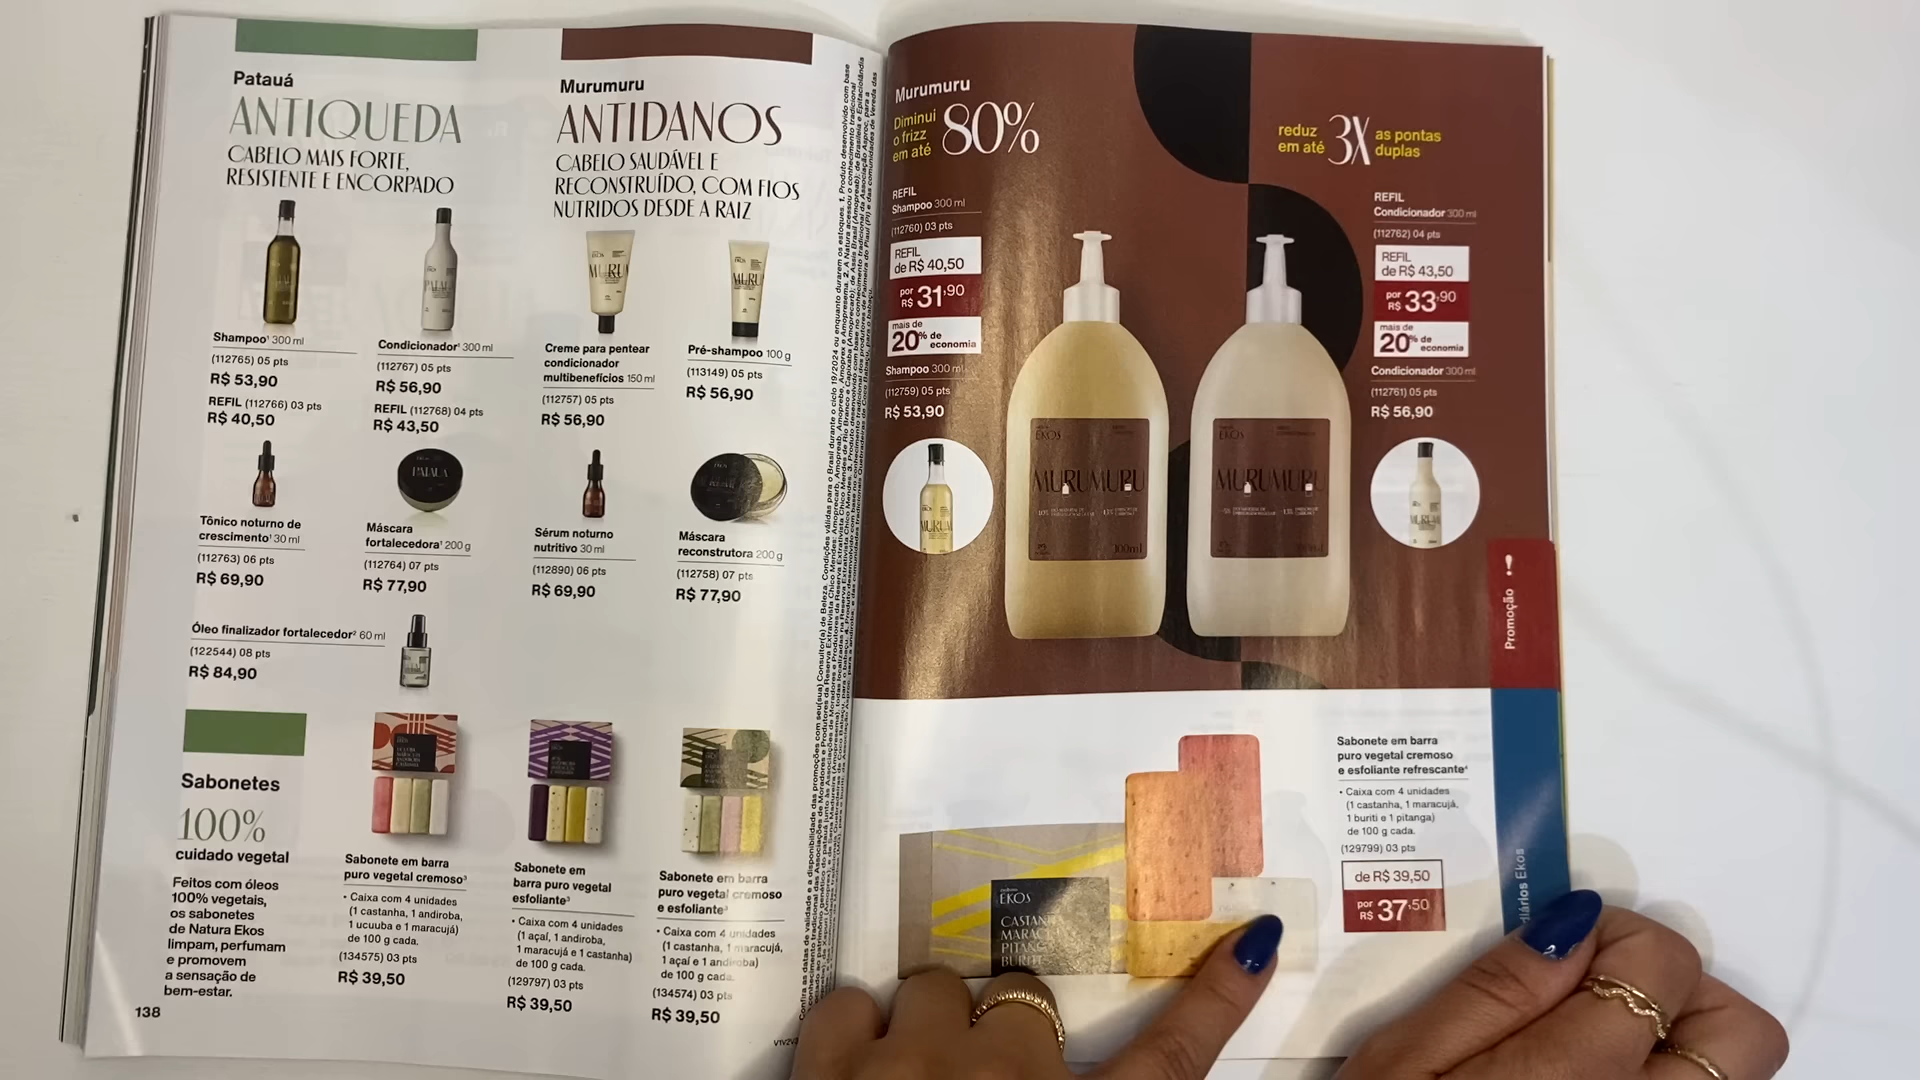 Patauá
ANTIQUEDA
CABELO MAIS FORTE,
RESISTENTE E ENCORPADO
Shampoo¹ 300 ml
(112765) 05 pts
R$ 53,90
REFIL (112766) 03 pts
R$ 40,50
Condicionador¹ 300 ml
(112767) 05 pts
R$ 56,90
REFIL (112768) 04 pts
R$ 43,50
Tônico noturno de
crescimento¹ 30 ml
(112763) 06 pts
R$ 69,90
Máscara
fortalecedora¹ 200 g
(112764) 07 pts
R$ 77,90
Óleo finalizador fortalecedor² 60 ml
(122544) 08 pts
R$ 84,90
Murumuru
ANTIDANOS
CABELO SAUDÁVEL E
RECONSTRUÍDO, COM FIOS
NUTRIDOS DESDE A RAIZ
Creme para pentear
condicionador
multibenefícios 150 ml
(112757) 05 pts
R$ 56,90
Pré-shampoo 100 g
(113149) 05 pts
R$ 56,90
Sérum noturno
nutritivo 30 ml
(112890) 06 pts
R$ 69,90
Máscara
reconstrutora 200 g
(112758) 07 pts
R$ 77,90
Sabonetes
100%
cuidado vegetal
Feitos com óleos
100% vegetais,
os sabonetes
de Natura Ekos
limpam, perfumam
e promovem
a sensação de
bem-estar.
138
Sabonete em barra
puro vegetal cremoso³
• Caixa com 4 unidades
(1 castanha, 1 andiroba,
1 ucuuba e 1 maracujá)
de 100 g cada.
(134575) 03 pts
R$ 39,50
Sabonete em
barra puro vegetal
esfoliante³
• Caixa com 4 unidades
(1 açaí, 1 andiroba,
1 maracujá e 1 castanha)
de 100 g cada.
(129797) 03 pts
R$ 39,50
Sabonete em barra
puro vegetal cremoso
e esfoliante³
• Caixa com 4 unidades
(1 castanha, 1 maracujá,
1 açaí e 1 andiroba)
de 100 g cada.
(134574) 03 pts
R$ 39,50
Murumuru
Diminui
o frizz
em até
80%
reduz
em até
3X
as pontas
duplas
REFIL
Shampoo 300 ml
(112760) 03 pts
REFIL
de R$ 40,50
por
R$ 31,90
mais de
20% de
economia
Shampoo 300 ml
(112759) 05 pts
R$ 53,90
REFIL
Condicionador 300 ml
(112762) 04 pts
REFIL
de R$ 43,50
por
R$ 33,90
mais de
20% de
economia
Condicionador 300 ml
(112761) 05 pts
R$ 56,90
EKOS
MURUMURU
300ml
EKOS
MURUMURU
Promoção
Sabonete em barra
puro vegetal cremoso
e esfoliante refrescante⁴
• Caixa com 4 unidades
(1 castanha, 1 maracujá,
1 buriti e 1 pitanga)
de 100 g cada.
(129799) 03 pts
de R$ 39,50
por
R$ 37,50
EKOS
Ekos